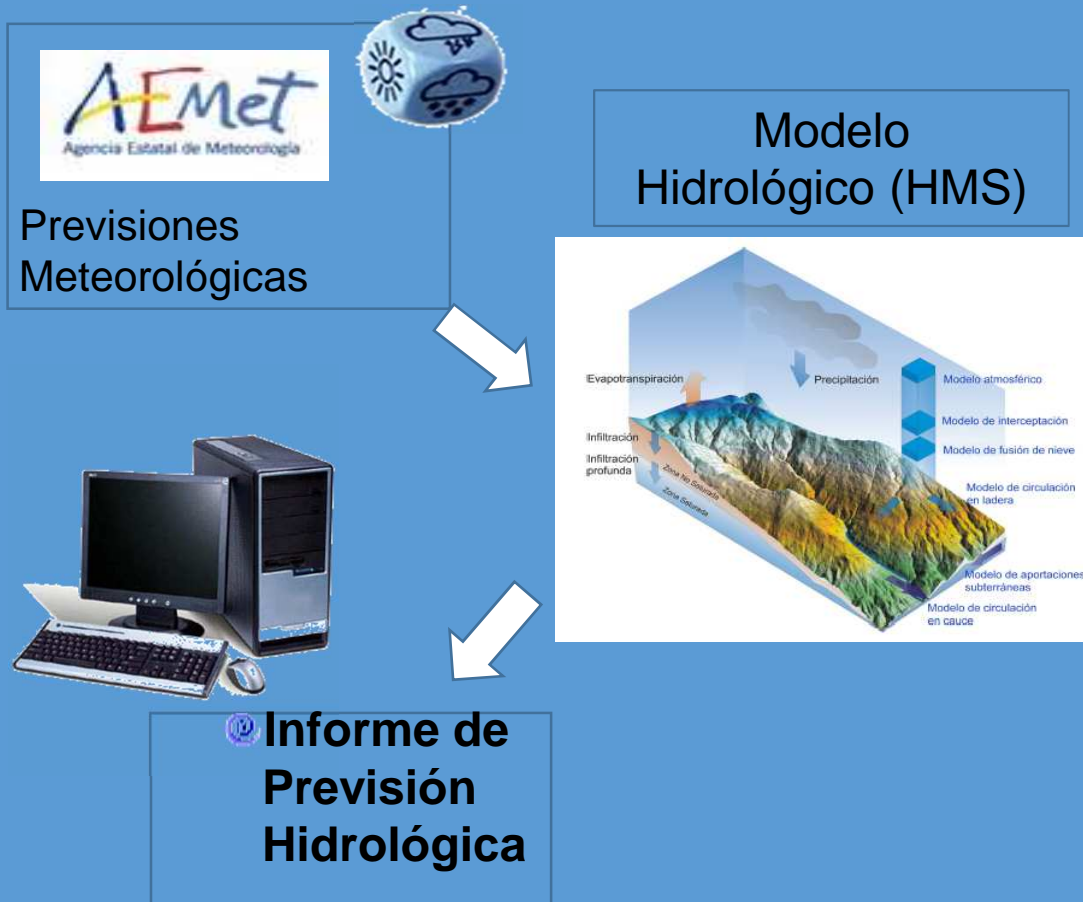 AEMet
Agencia Estatal de Meteorología
Previsiones
Meteorológicas
Modelo
Hidrológico (HMS)
Evapotranspiración
Precipitación
Modelo atmosférico
Modelo de interceptación
Modelo de fusión de nieve
Infiltración
Infiltración
profunda
Zona No Saturada
Zona Saturada
Modelo de circulación
en ladera
Modelo de aportaciones
subterráneas
Modelo de circulación
en cauce
Informe de
Previsión
Hidrológica